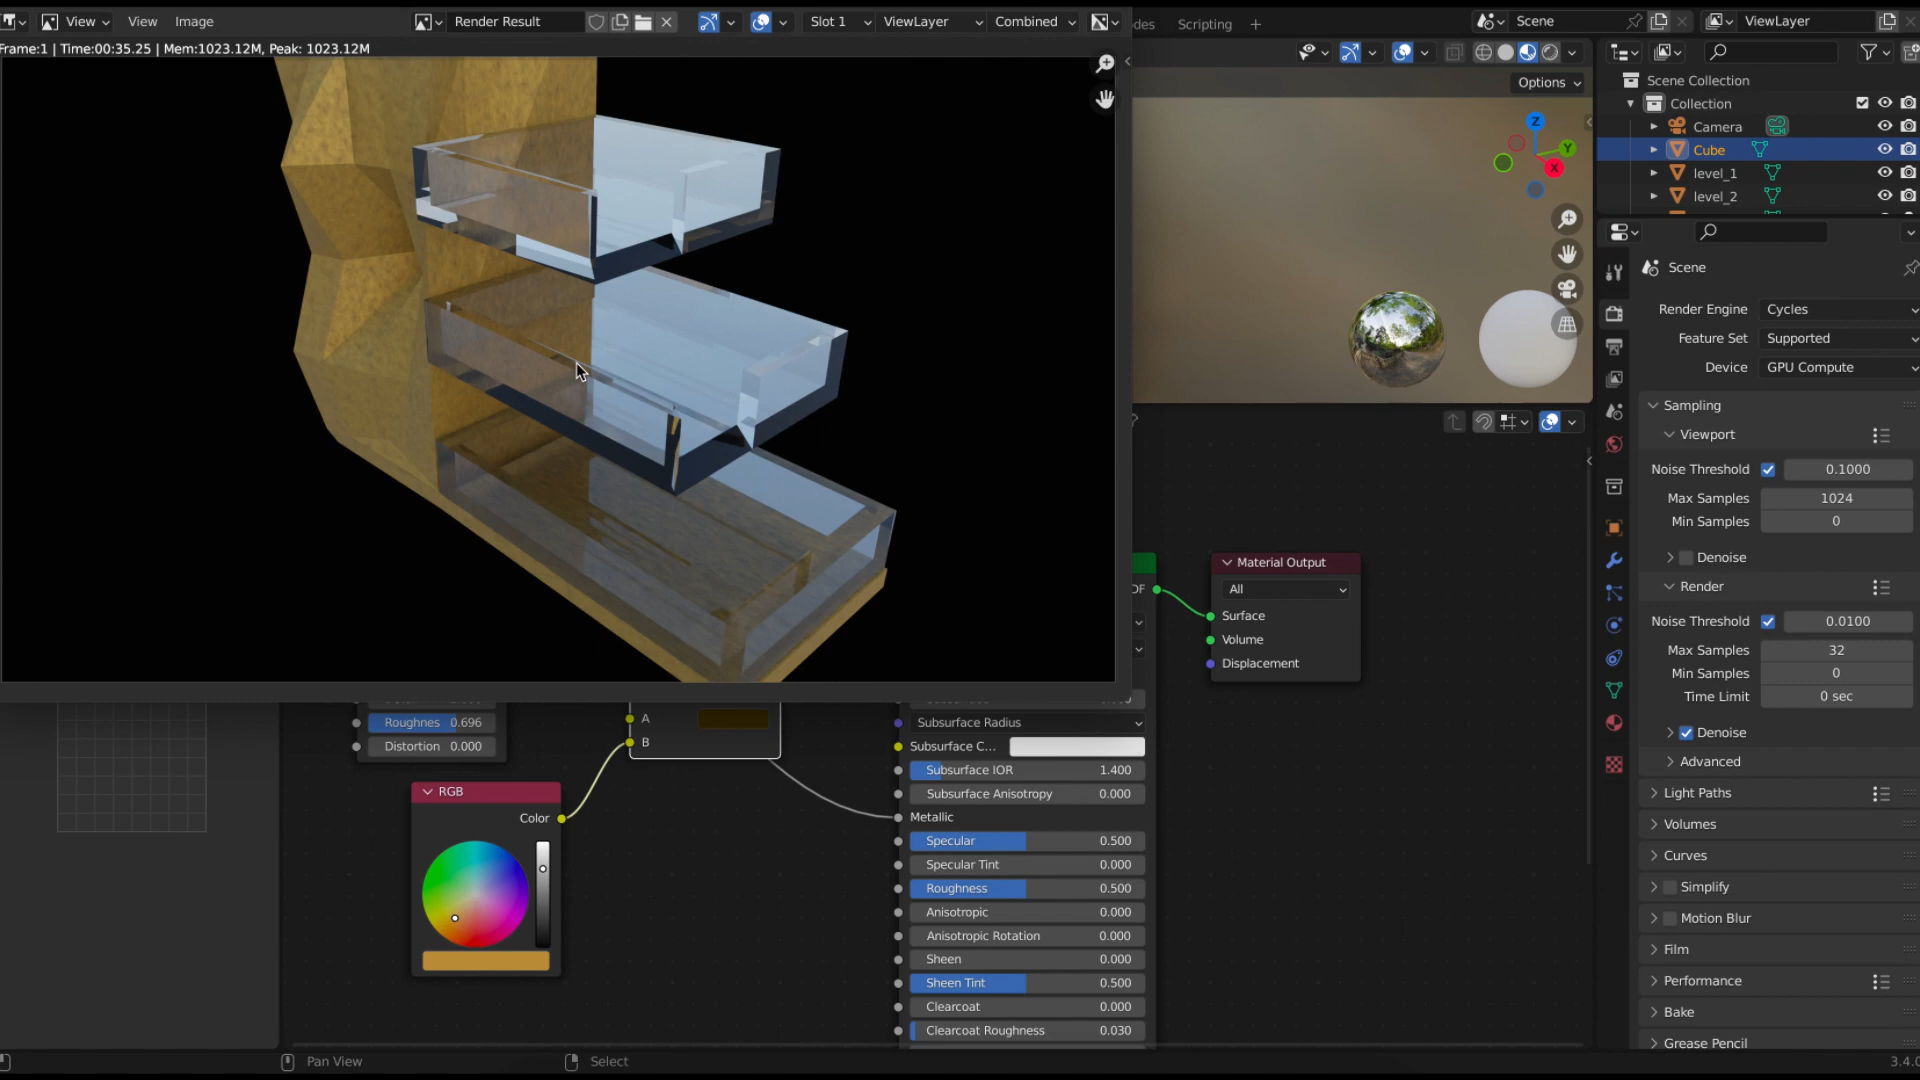 View
View
Image
Render Result
Slot 1
ViewLayer
Combined
Scripting
+
Scene
ViewLayer
Frame:1 | Time:00:35.25 | Mem:1023.12M, Peak: 1023.12M
Options
Z
Y
X
Scene Collection
Collection
Camera
Cube
level_1
level_2
Scene
Render Engine Cycles
Feature Set Supported
Device GPU Compute
Sampling
Viewport
Noise Threshold 0.1000
Max Samples 1024
Min Samples 0
Denoise
Render
Noise Threshold 0.0100
Max Samples 32
Min Samples 0
Time Limit 0 sec
Denoise
Advanced
Light Paths
Volumes
Curves
Simplify
Motion Blur
Film
Performance
Bake
Grease Pencil
Material Output
All
Surface
Volume
Displacement
Roughnes 0.696
Distortion 0.000
A
B
RGB
Color
Subsurface Radius
Subsurface C...
Subsurface IOR 1.400
Subsurface Anisotropy 0.000
Metallic
Specular 0.500
Specular Tint 0.000
Roughness 0.500
Anisotropic 0.000
Anisotropic Rotation 0.000
Sheen 0.000
Sheen Tint 0.500
Clearcoat 0.000
Clearcoat Roughness 0.030
Pan View
Select